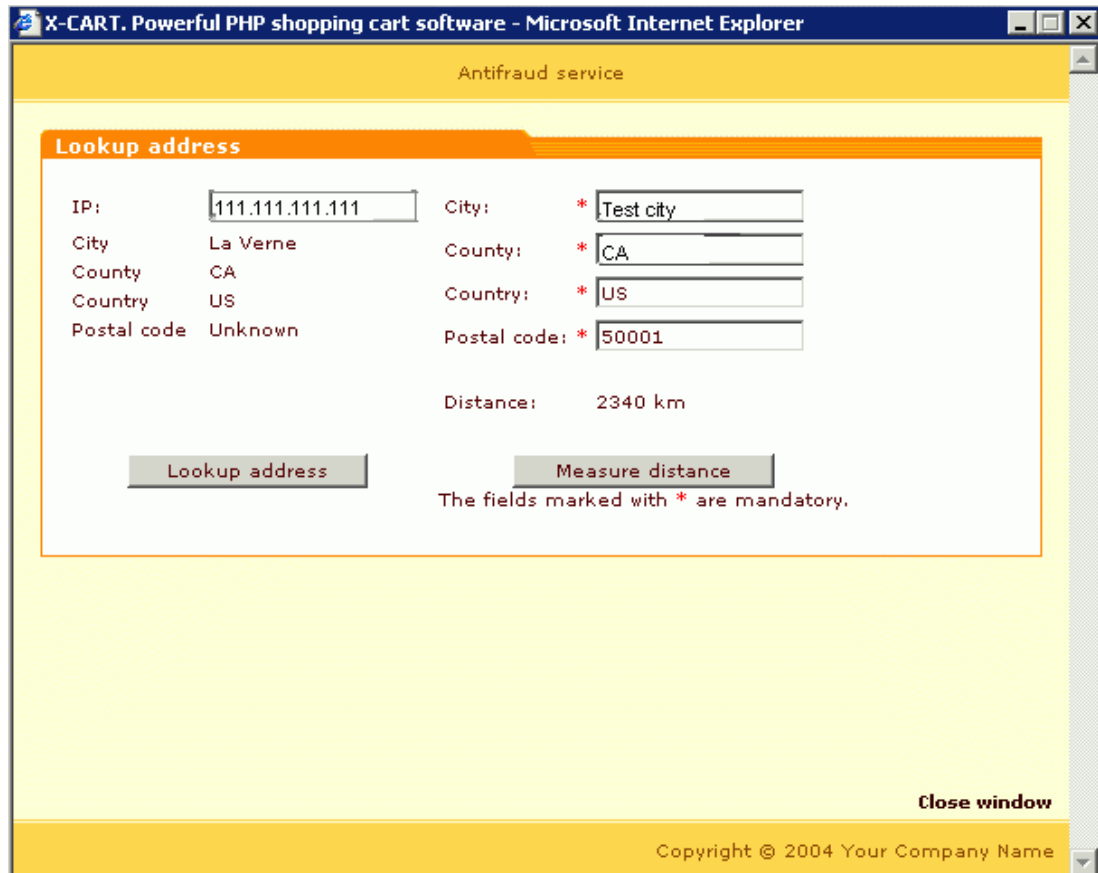 X-CART. Powerful PHP shopping cart software - Microsoft Internet Explorer
Antifraud service
Lookup address
IP: 111.111.111.111
City La Verne
County CA
Country US
Postal code Unknown
City: * Test city
County: * CA
Country: * US
Postal code: * 50001
Distance: 2340 km
Lookup address
Measure distance
The fields marked with * are mandatory.
Close window
Copyright © 2004 Your Company Name